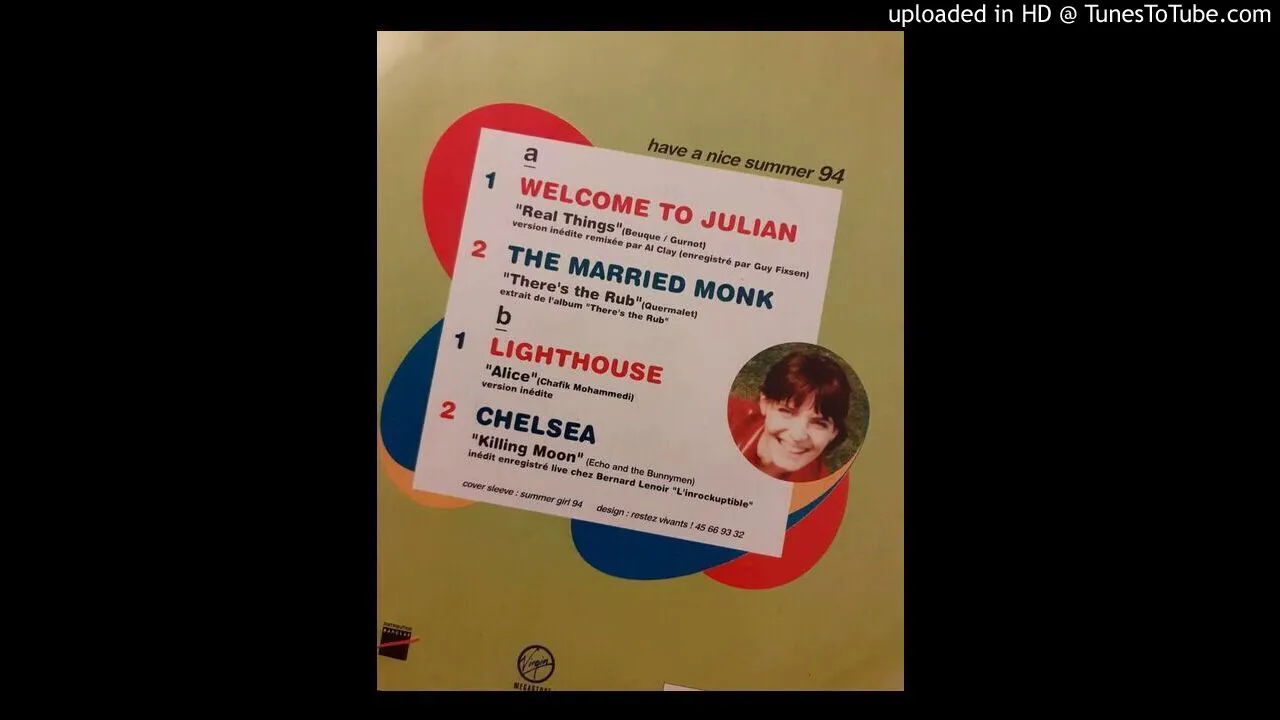 uploaded in HD @ TunesToTube.com
have a nice summer 94
a
1 WELCOME TO JULIAN
"Real Things" (Beuque / Gurnot)
version inédite remixée par Al Clay (enregistré par Guy Fixsen)
2 THE MARRIED MONK
"There's the Rub" (Quermalet)
extrait de l'album "There's the Rub"
b
1 LIGHTHOUSE
"Alice" (Chafik Mohammedi)
version inédite
2 CHELSEA
"Killing Moon" (Echo and the Bunnymen)
inédit enregistré live chez Bernard Lenoir "L'inrockuptible"
cover sleeve : summer girl 94 design : restez vivants ! 45 66 93 32
DISTRIBUTION
Virgin
MEGASTORE